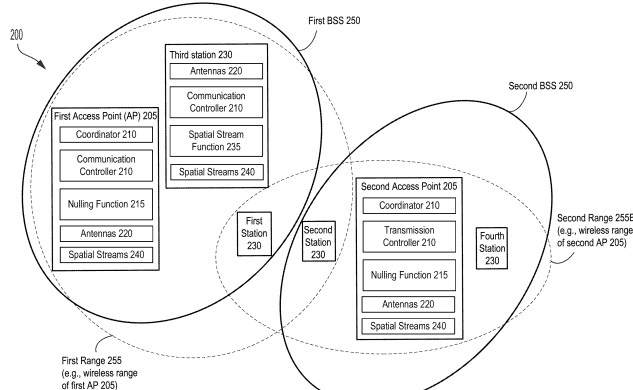 200
First BSS 250
Second BSS 250
Third station 230
Antennas 220
Communication
Controller 210
Spatial Stream
Function 235
Spatial Streams 240
First Access Point (AP) 205
Coordinator 210
Communication
Controller 210
Nulling Function 215
Antennas 220
Spatial Streams 240
First
Station
230
Second
Station
230
Second Access Point 205
Coordinator 210
Transmission
Controller 210
Nulling Function 215
Antennas 220
Spatial Streams 240
Fourth
Station
230
Second Range 255B
(e.g., wireless range
of second AP 205)
First Range 255
(e.g., wireless range
of first AP 205)